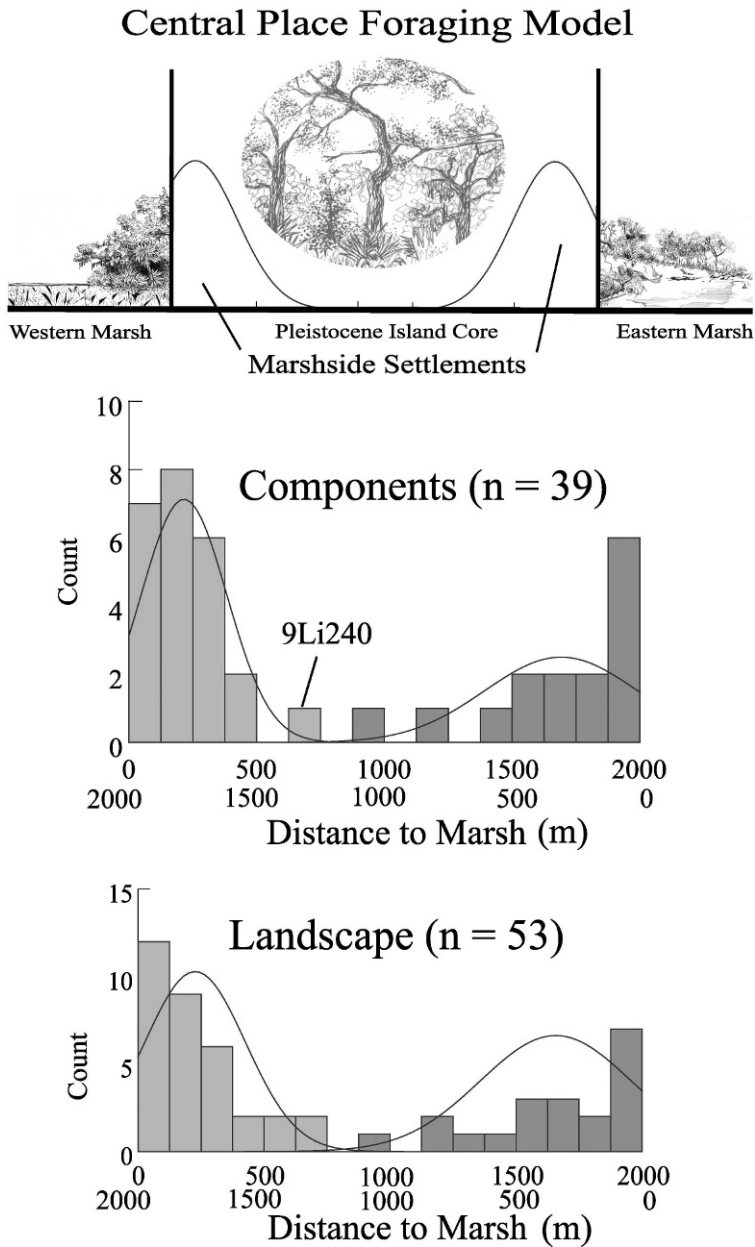 Central Place Foraging Model
Western Marsh
Pleistocene Island Core
Eastern Marsh
Marshside Settlements
10
8
6
4
2
0
Count
Components (n = 39)
9Li240
0 500 1000 1500 2000
2000 1500 1000 500 0
Distance to Marsh (m)
15
10
5
0
Count
Landscape (n = 53)
0 500 1000 1500 2000
2000 1500 1000 500 0
Distance to Marsh (m)